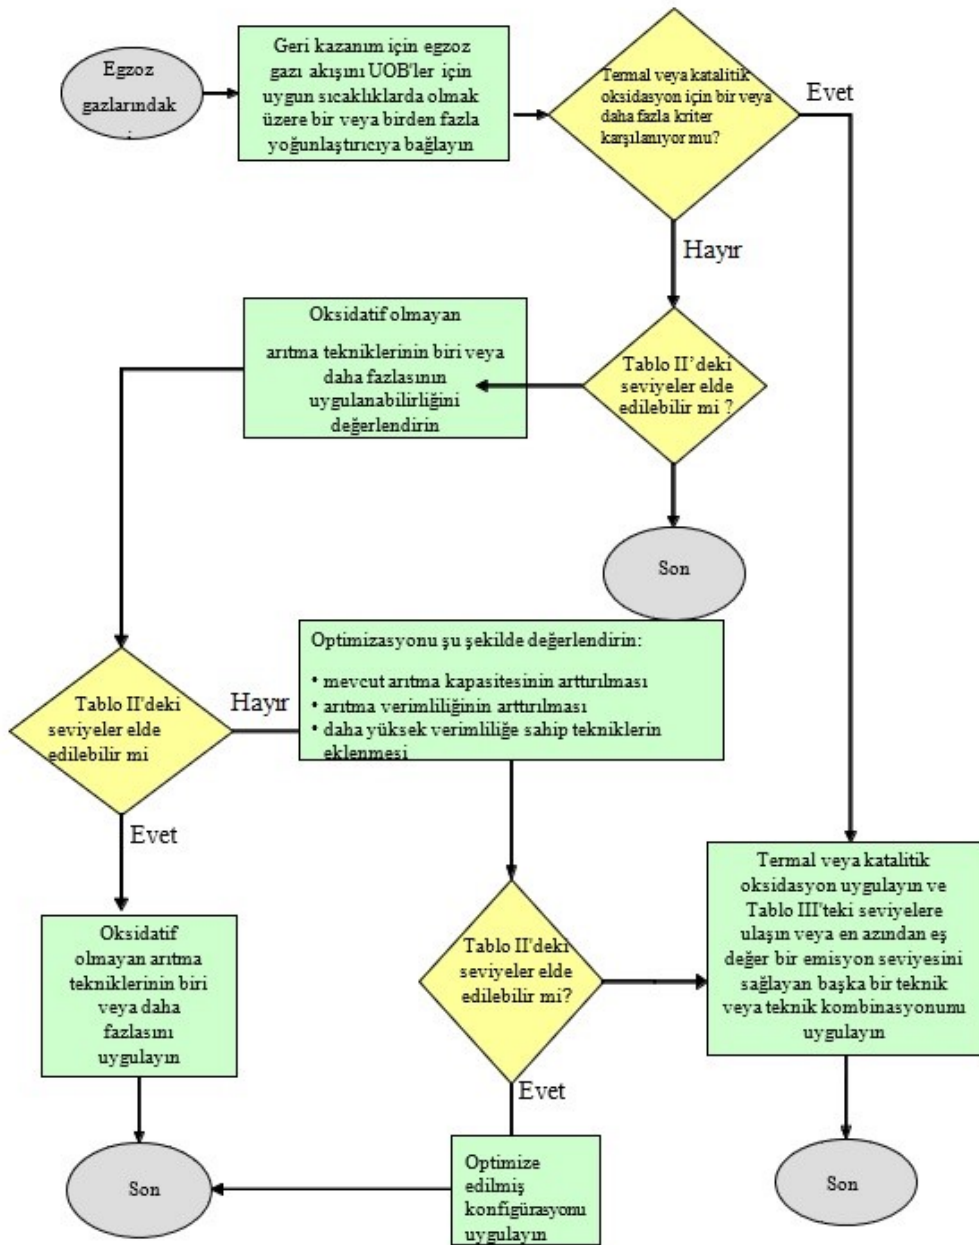 Egzoz
gazlarındak
Geri kazanım için egzoz
gazı akışını UOB'ler için
uygun sıcaklıklarda olmak
üzere bir veya birden fazla
yoğunlaştırıcıya bağlayın
Termal veya katalitik
oksidasyon için bir veya
daha fazla kriter
karşılanıyor mu?
Evet
Hayır
Oksidatif olmayan
arıtma tekniklerinin biri veya
daha fazlasının
uygulanabilirliğini
değerlendirin
Tablo II'deki
seviyeler elde
edilebilir mi ?
Son
Optimizasyonu şu şekilde değerlendirin:
• mevcut arıtma kapasitesinin arttırılması
• arıtma verimliliğinin arttırılması
• daha yüksek verimliliğe sahip tekniklerin
eklenmesi
Tablo II'deki
seviyeler elde
edilebilir mi
Hayır
Evet
Oksidatif
olmayan arıtma
tekniklerinin biri
veya daha
fazlasını
uygulayın
Tablo II'deki
seviyeler elde
edilebilir mi?
Termal veya katalitik
oksidasyon uygulayın ve
Tablo III'teki seviyelere
ulaşın veya en azından eş
değer bir emisyon seviyesini
sağlayan başka bir teknik
veya teknik kombinasyonunu
uygulayın
Evet
Optimize
edilmiş
konfigürasyonu
uygulayın
Son
Son